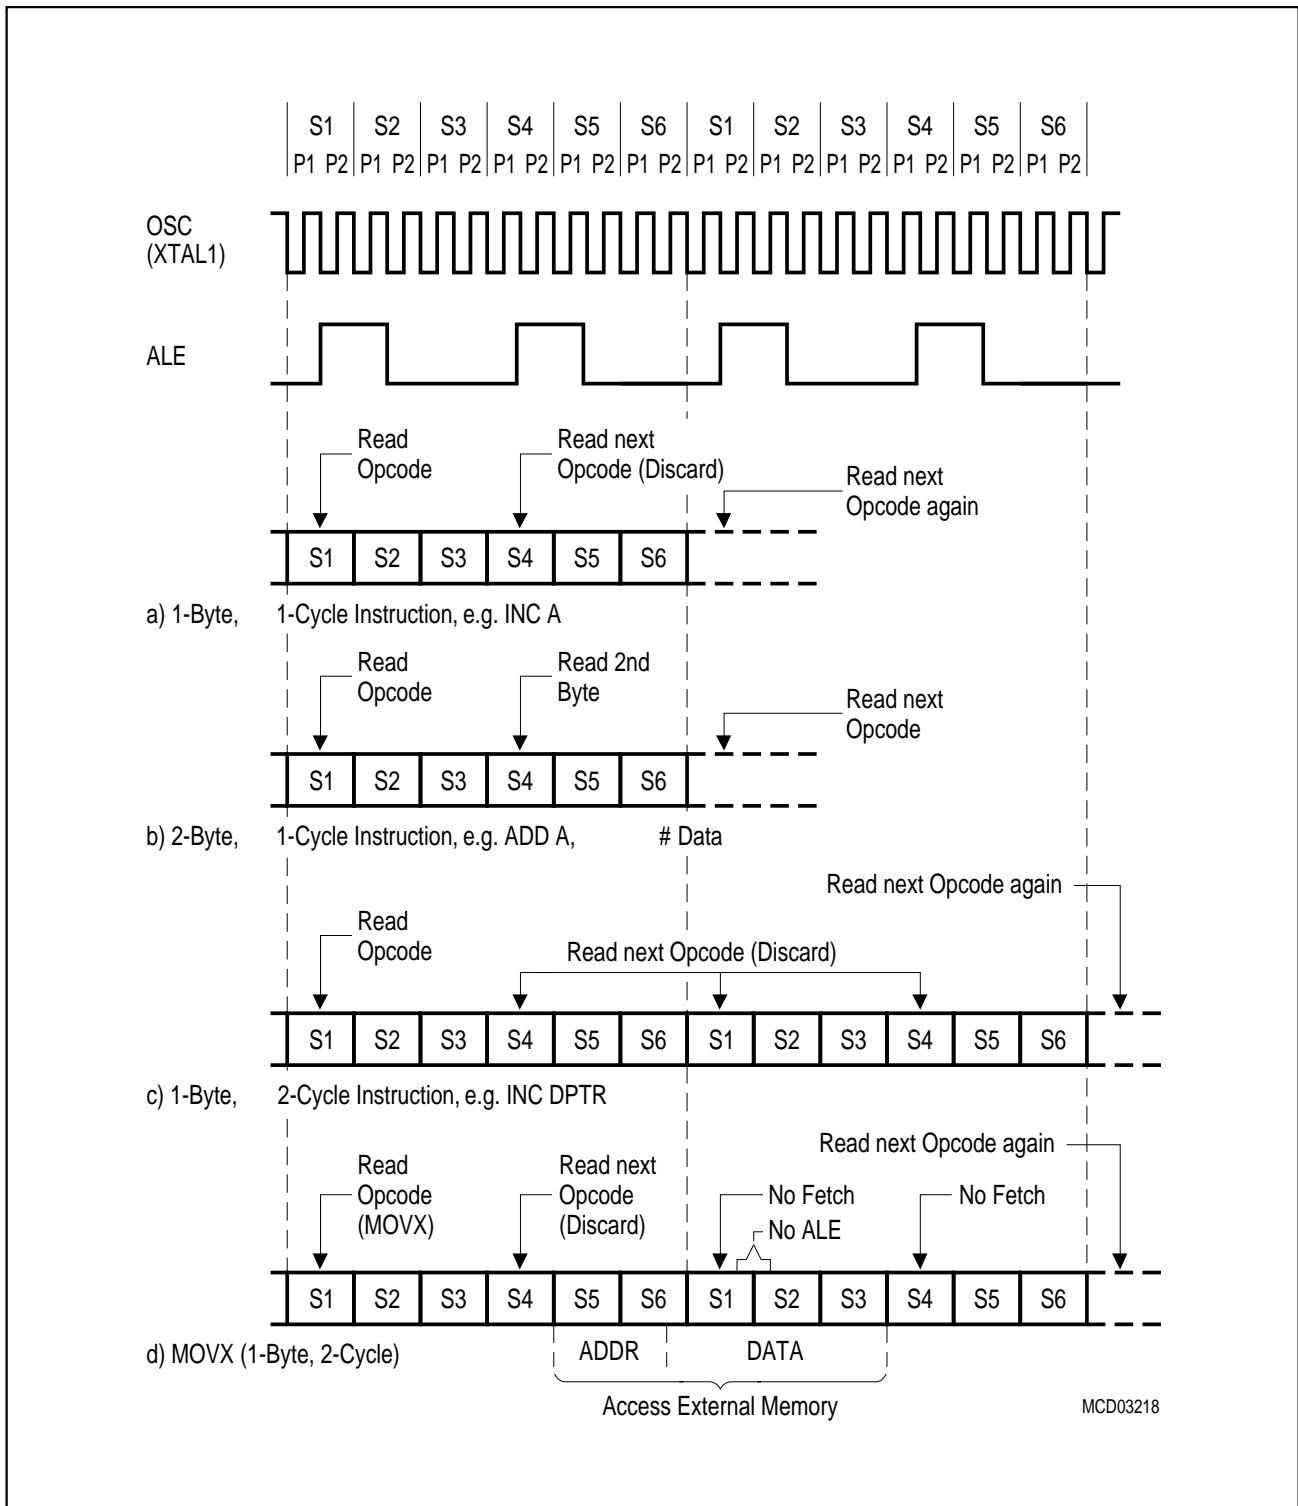 S1 S2 S3 S4 S5 S6 S1 S2 S3 S4 S5 S6
P1 P2 P1 P2 P1 P2 P1 P2 P1 P2 P1 P2 P1 P2 P1 P2 P1 P2 P1 P2 P1 P2 P1 P2
OSC
(XTAL1)
ALE
Read
Opcode
Read next
Opcode (Discard)
Read next
Opcode again
S1 S2 S3 S4 S5 S6
a) 1-Byte, 1-Cycle Instruction, e.g. INC A
Read
Opcode
Read 2nd
Byte
Read next
Opcode
S1 S2 S3 S4 S5 S6
b) 2-Byte, 1-Cycle Instruction, e.g. ADD A, # Data
Read next Opcode again
Read
Opcode
Read next Opcode (Discard)
S1 S2 S3 S4 S5 S6 S1 S2 S3 S4 S5 S6
c) 1-Byte, 2-Cycle Instruction, e.g. INC DPTR
Read next Opcode again
Read
Opcode
(MOVX)
Read next
Opcode
(Discard)
No Fetch
No ALE
No Fetch
S1 S2 S3 S4 S5 S6 S1 S2 S3 S4 S5 S6
d) MOVX (1-Byte, 2-Cycle)
ADDR DATA
Access External Memory
MCD03218